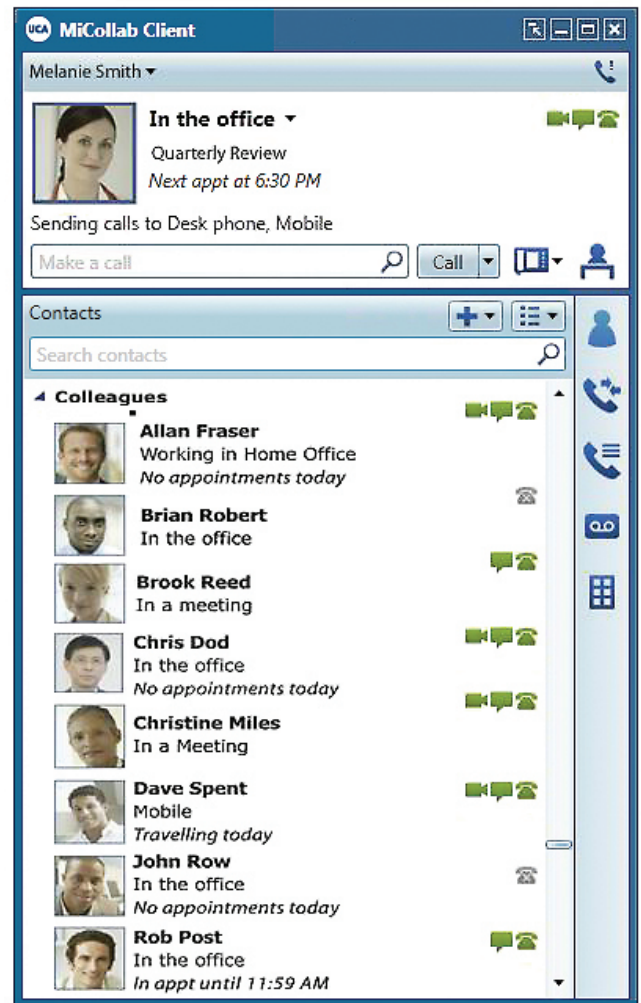 UCA MiCollab Client
Melanie Smith
In the office
Quarterly Review
Next appt at 6:30 PM
Sending calls to Desk phone, Mobile
Make a call
Call
Contacts
Search contacts
Colleagues
Allan Fraser
Working in Home Office
No appointments today
Brian Robert
In the office
Brook Reed
In a meeting
Chris Dod
In the office
No appointments today
Christine Miles
In a Meeting
Dave Spent
Mobile
Travelling today
John Row
In the office
No appointments today
Rob Post
In the office
In appt until 11:59 AM